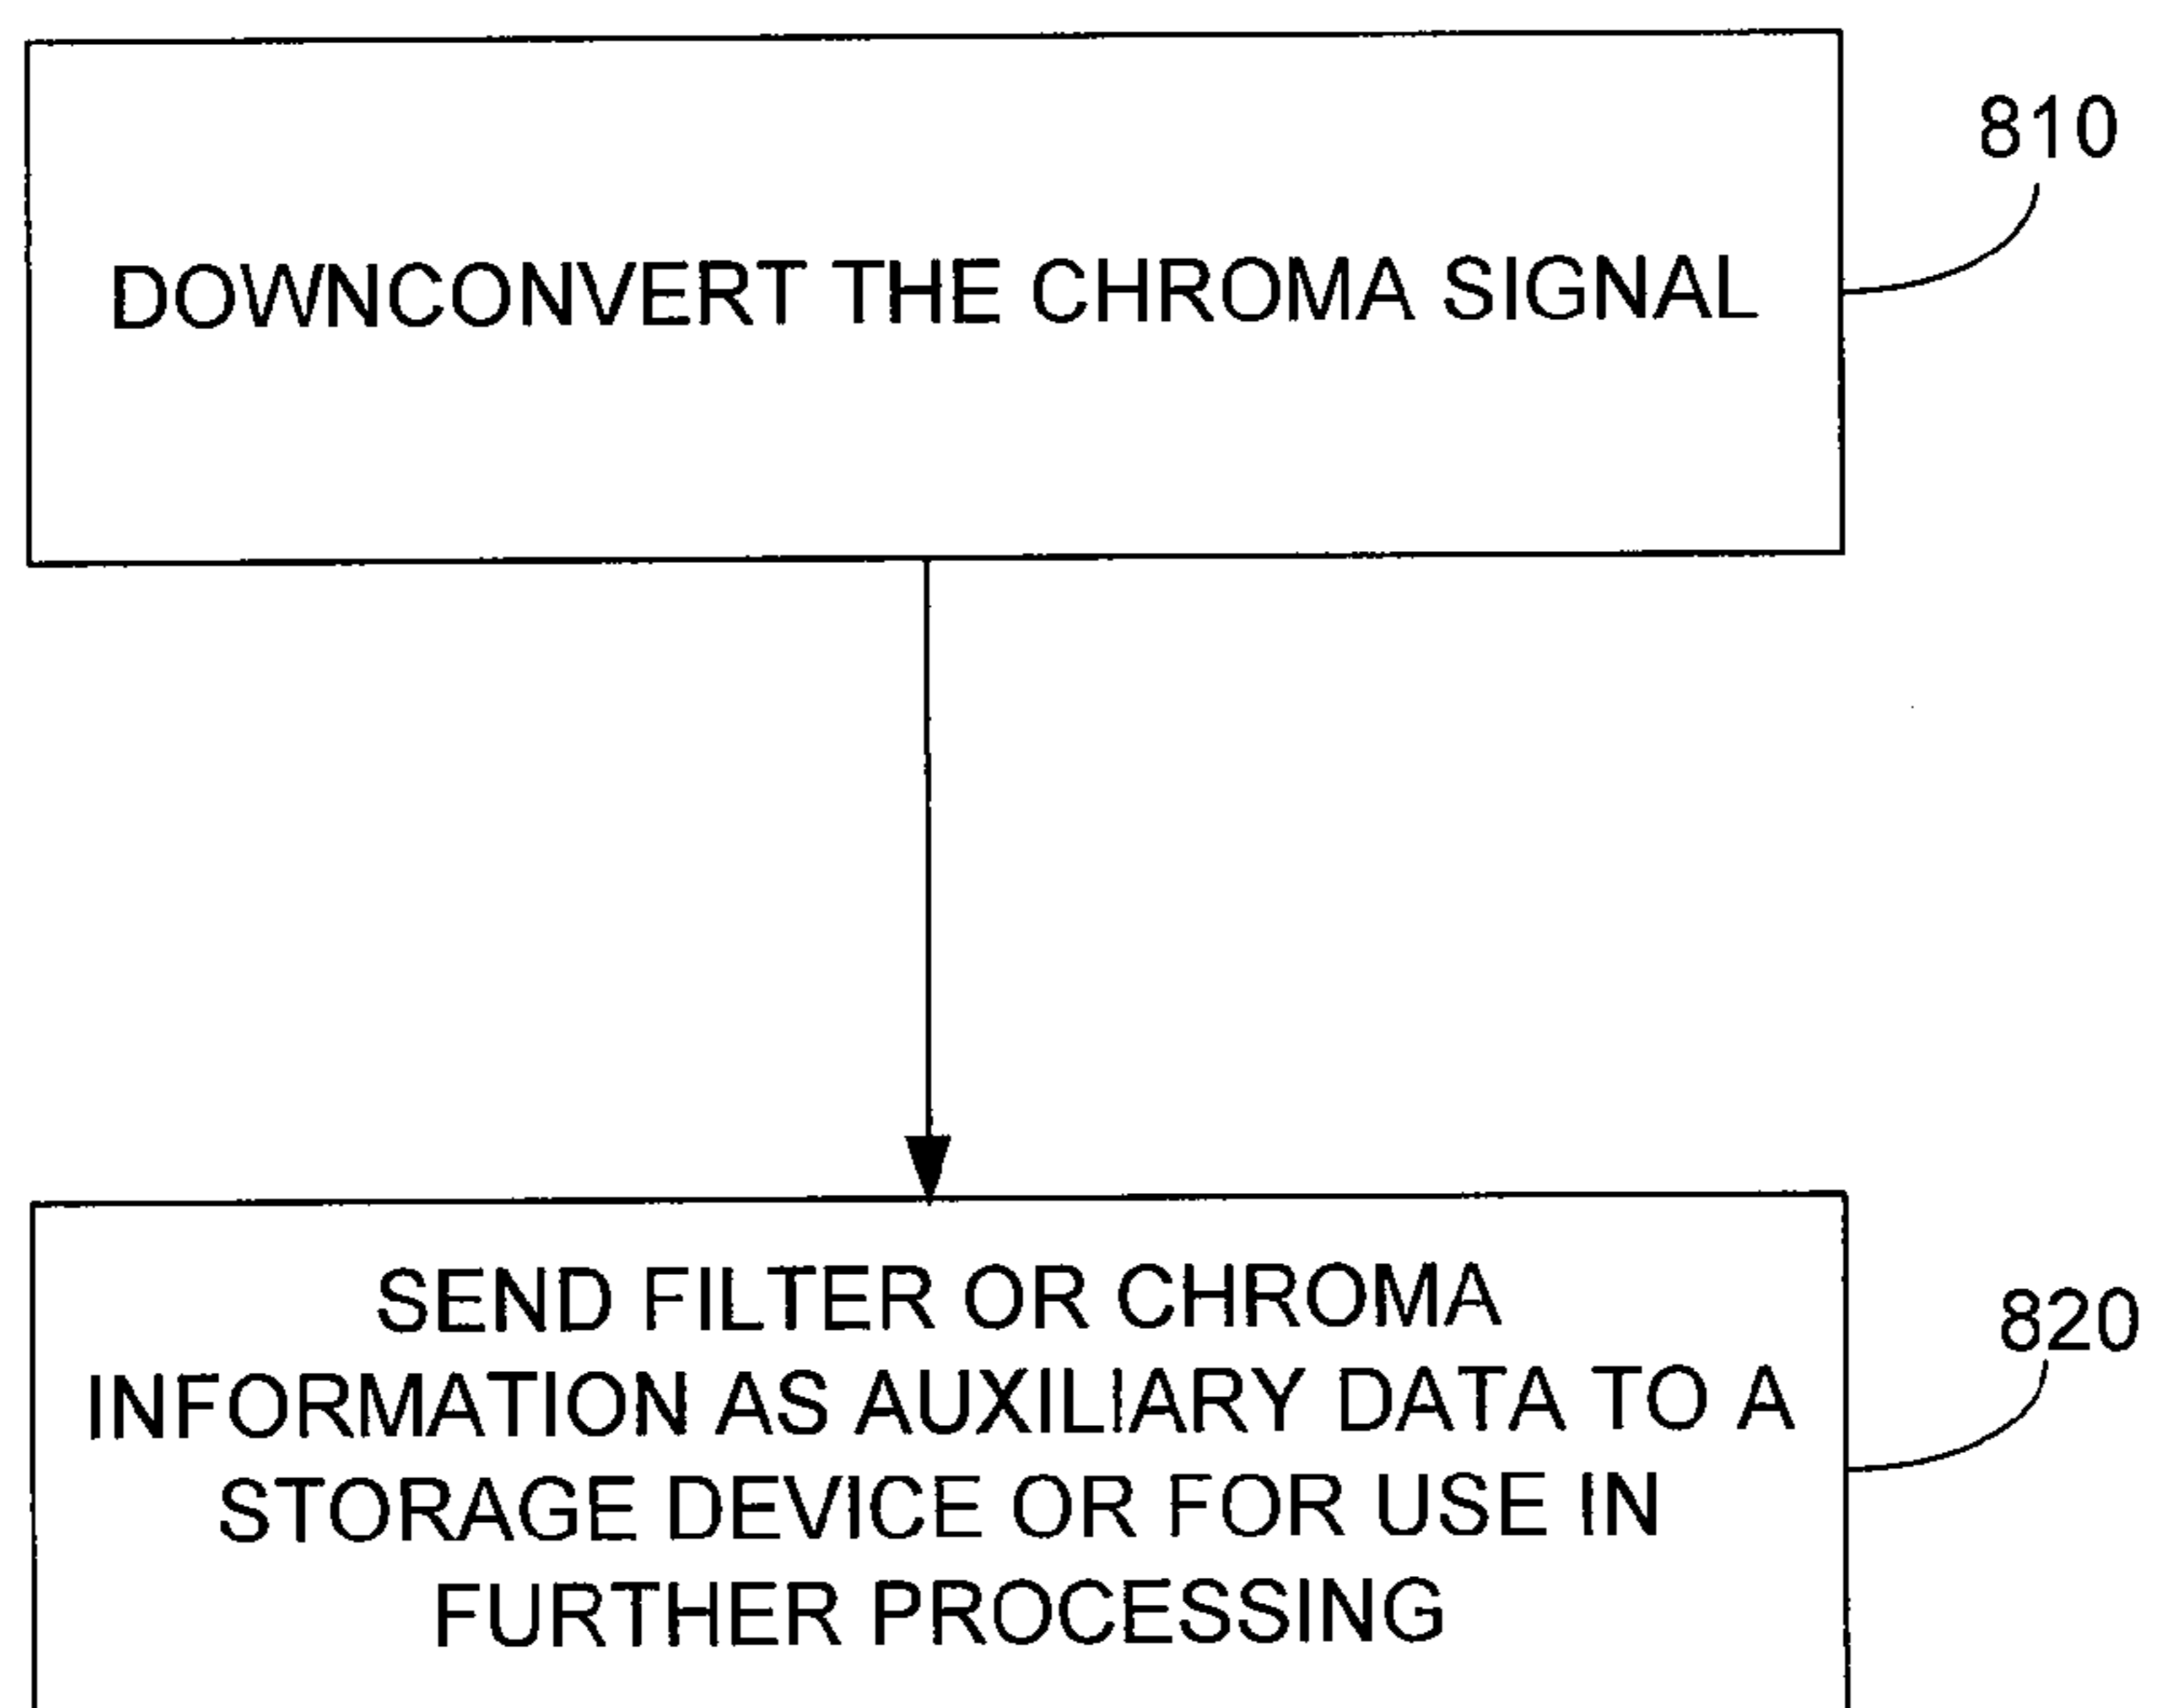 810
DOWNCONVERT THE CHROMA SIGNAL
SEND FILTER OR CHROMA
INFORMATION AS AUXILIARY DATA TO A
STORAGE DEVICE OR FOR USE IN
FURTHER PROCESSING
820